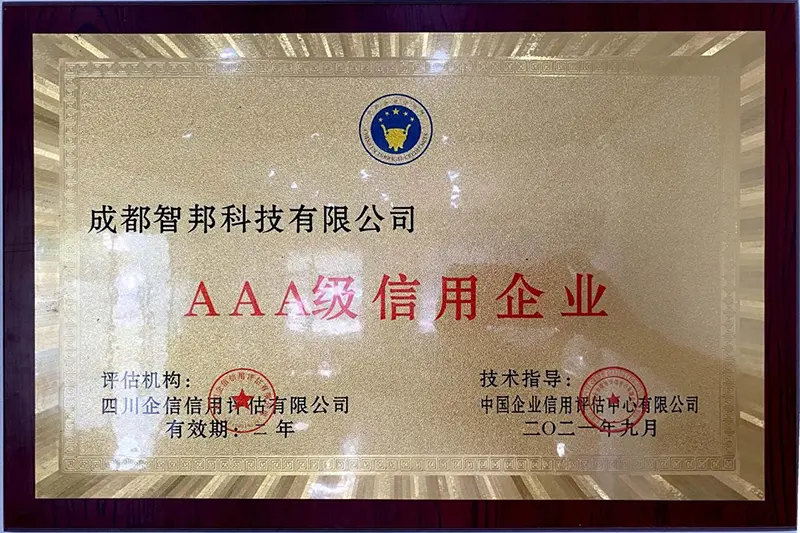 成都智邦科技有限公司
AAA级信用企业
评估机构：
四川企信信用评估有限公司
有效期：二年
技术指导：
中国企业信用评估中心有限公司
二〇二一年九月